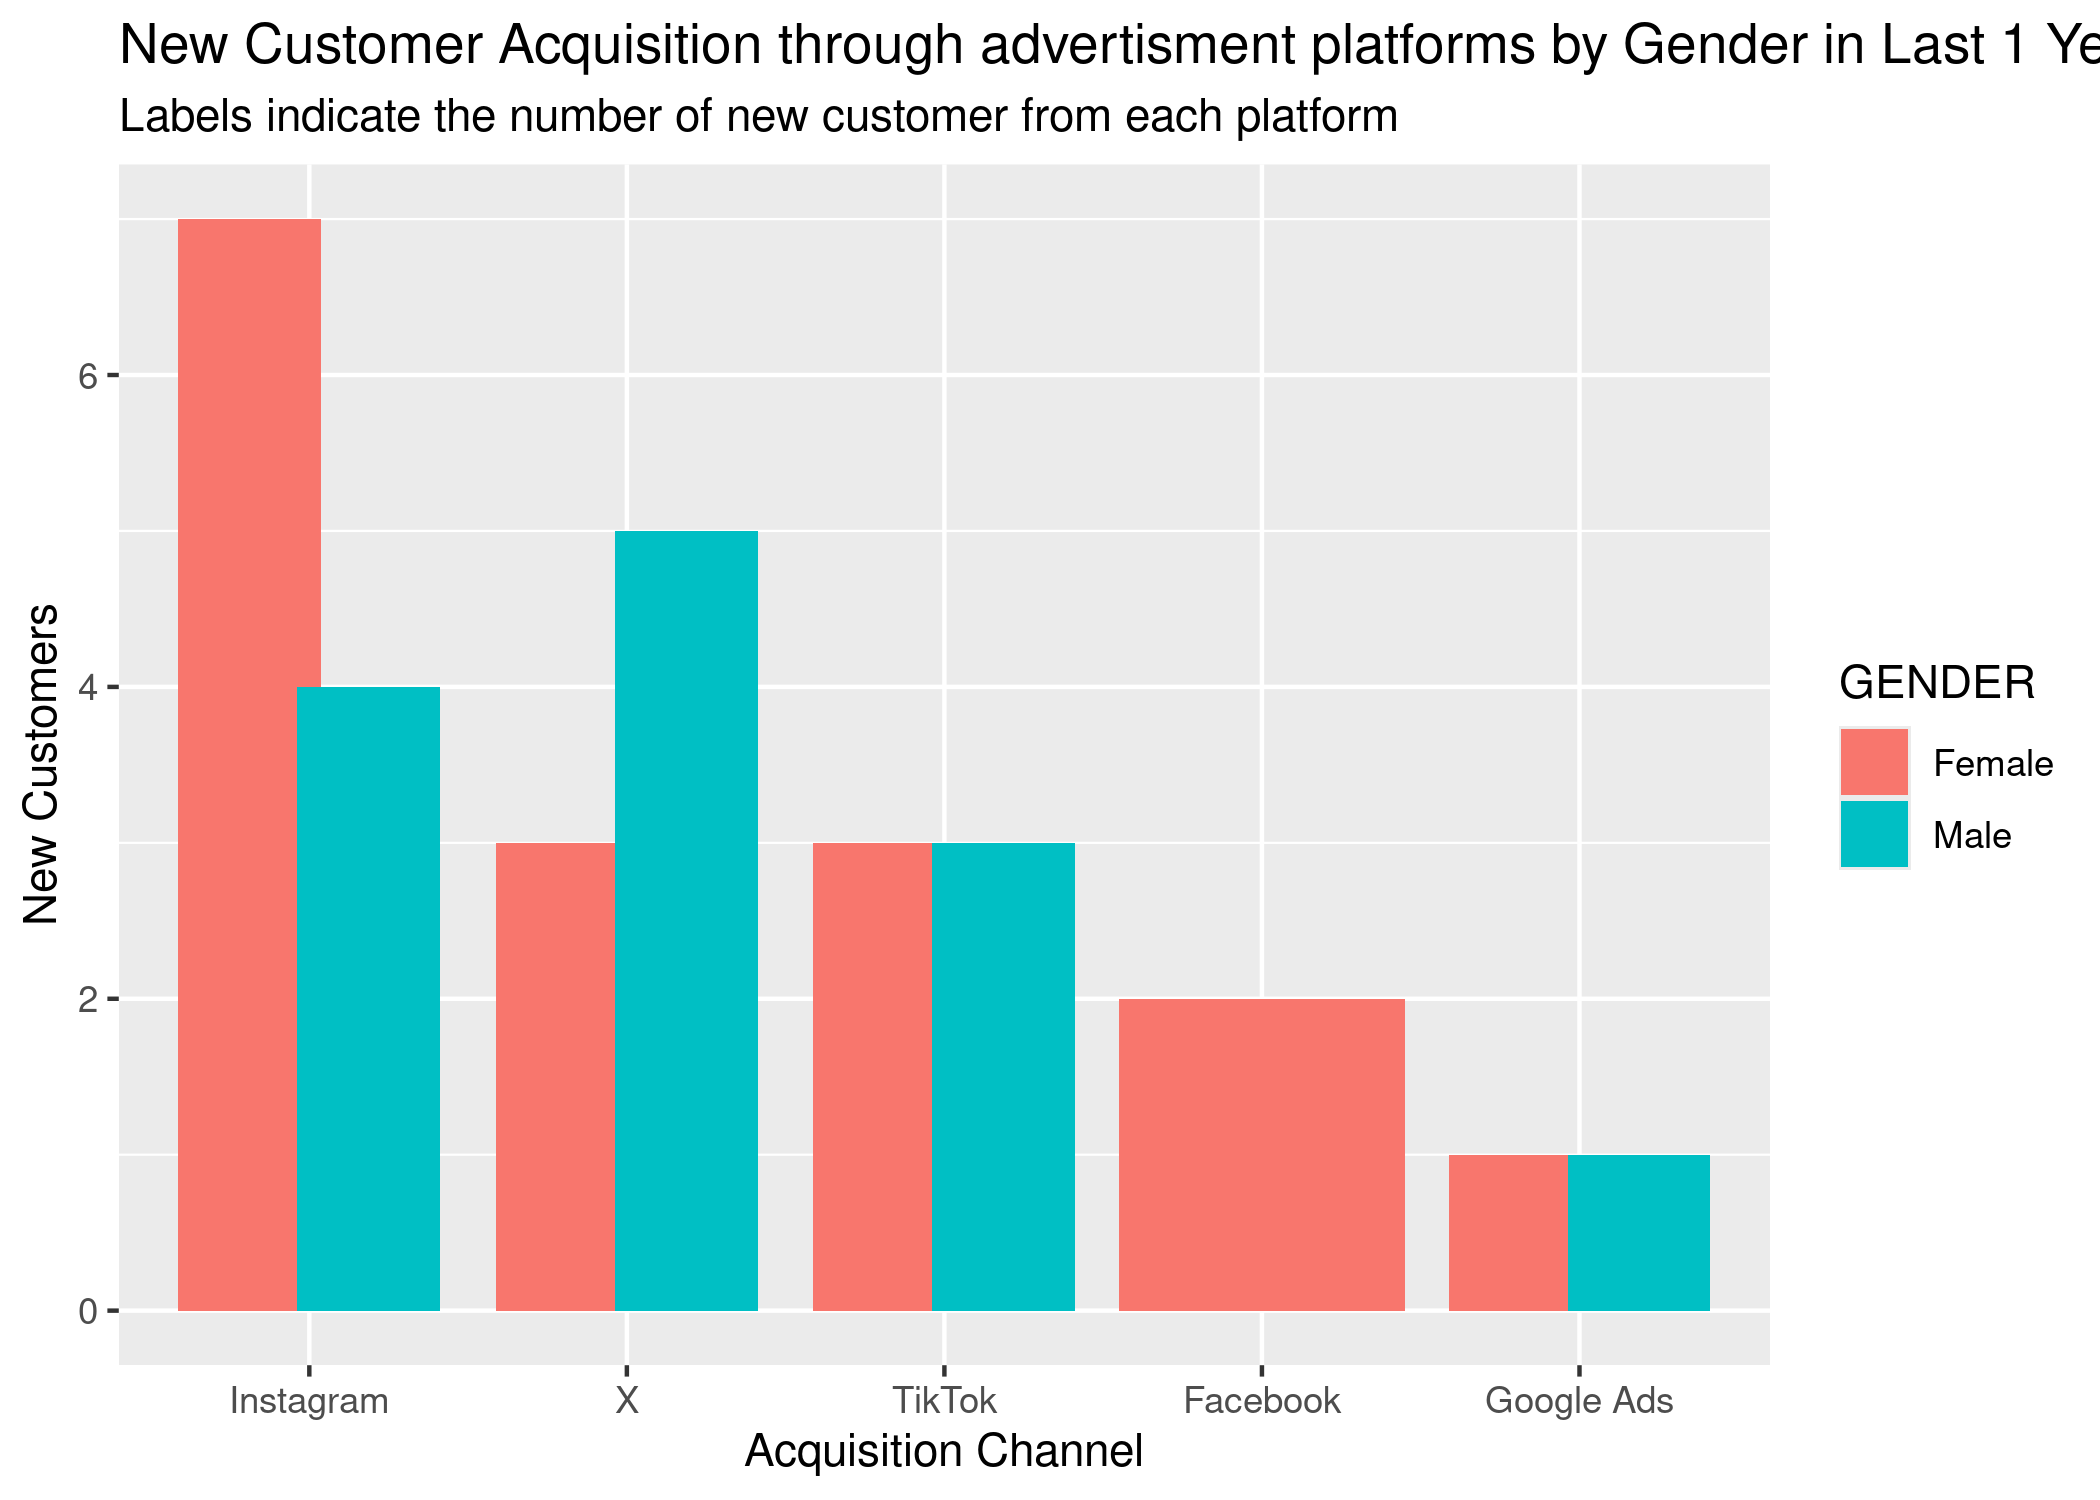 New Customer Acquisition through advertisment platforms by Gender in Last 1 Ye
Labels indicate the number of new customer from each platform
New Customers
6
4
2
0
Instagram X TikTok Facebook Google Ads
Acquisition Channel
GENDER
Female
Male